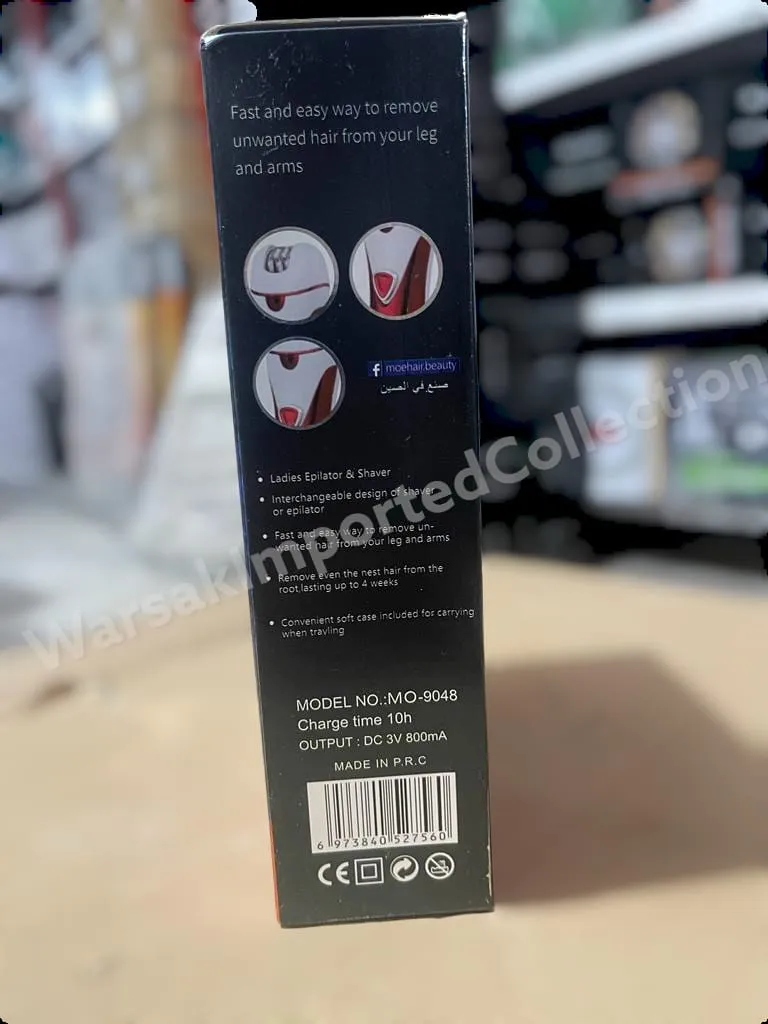 Fast and easy way to remove
unwanted hair from your leg
and arms
f moehair.beauty
صنع في الصين
• Ladies Epilator & Shaver
• Interchangeable design of shaver
or epilator
• Fast and easy way to remove un-
wanted hair from your leg and arms
• Remove even the nest hair from the
root,lasting up to 4 weeks
• Convenient soft case included for carrying
when travling
WarsakImportedCollection
MODEL NO.:MO-9048
Charge time 10h
OUTPUT : DC 3V 800mA
MADE IN P.R.C
6 973840 527560
CE